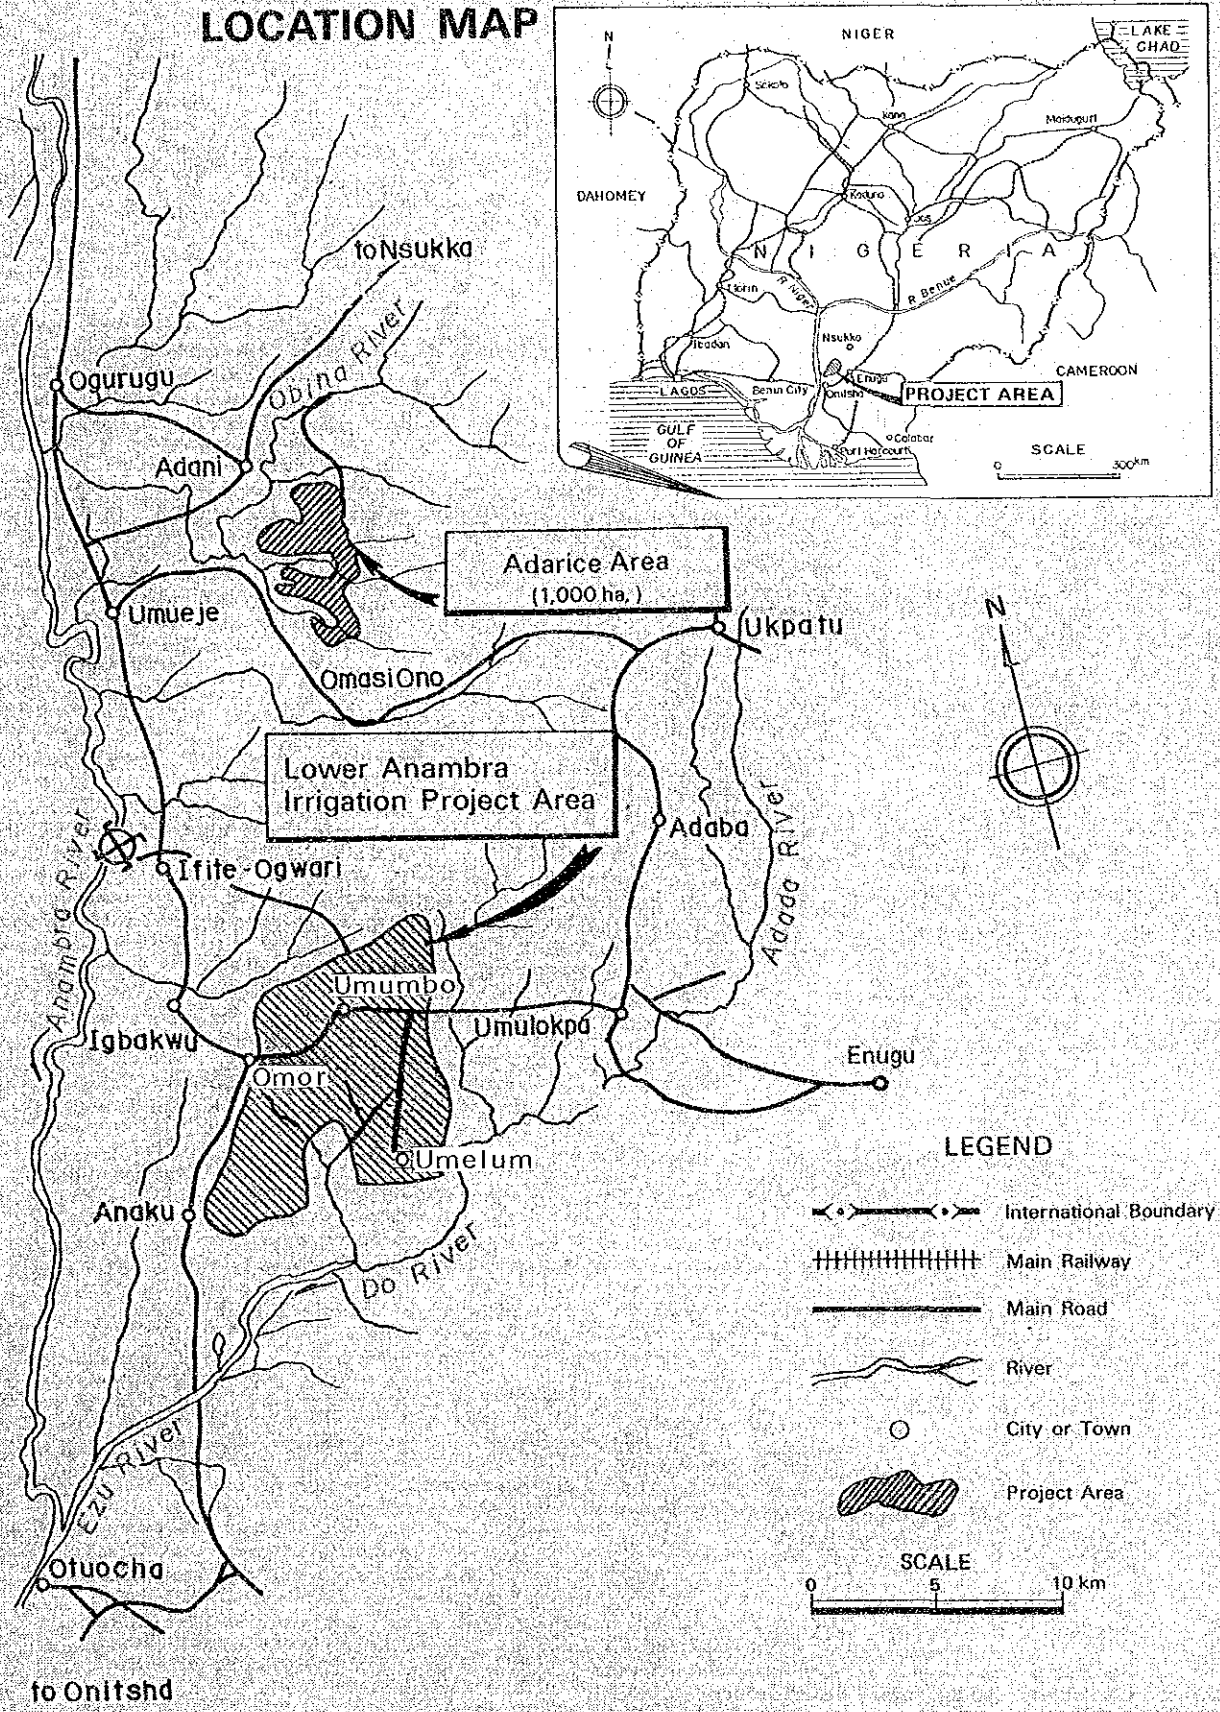 LOCATION MAP
N
NIGER
LAKE
CHAD
Sokoto
Kano
Maiduguri
DAHOMEY
Kaduna
Jos
N I G E R I A
R. Niger
R. Benue
Ilorin
Ibadan
Nsukka
Enugu
CAMEROON
LAGOS
Benin City
Onitsha
PROJECT AREA
GULF
OF
GUINEA
Calabar
Port Harcourt
SCALE
0 300km
to Nsukka
Obina River
Ogurugu
Adani
Adarice Area
(1,000 ha,)
Umueje
Ukpatu
N
Omasi Ono
Lower Anambra
Irrigation Project Area
Adaba
Anambra River
Ifite-Ogwari
Adada River
Umumbo
Igbakwu
Umulokpa
Omor
Enugu
Umelum
Anaku
Do River
Ezu River
Otuocha
to Onitshd
LEGEND
International Boundary
Main Railway
Main Road
River
City or Town
Project Area
SCALE
0 5 10 km